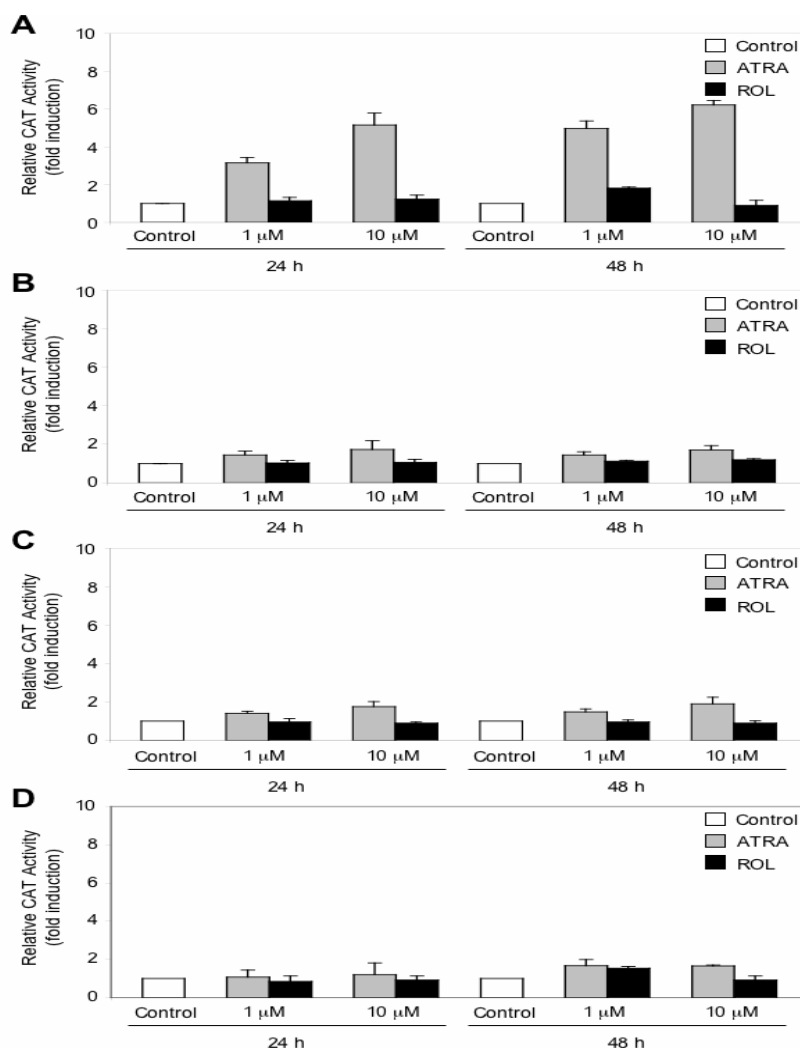 A
Relative CAT Activity
(fold induction)
10
8
6
4
2
0
Control
ATRA
ROL
Control 1 μM 10 μM Control 1 μM 10 μM
24 h 48 h
B
Relative CAT Activity
(fold induction)
10
8
6
4
2
0
Control
ATRA
ROL
Control 1 μM 10 μM Control 1 μM 10 μM
24 h 48 h
C
Relative CAT Activity
(fold induction)
10
8
6
4
2
0
Control
ATRA
ROL
Control 1 μM 10 μM Control 1 μM 10 μM
24 h 48 h
D
Relative CAT Activity
(fold induction)
10
8
6
4
2
0
Control
ATRA
ROL
Control 1 μM 10 μM Control 1 μM 10 μM
24 h 48 h